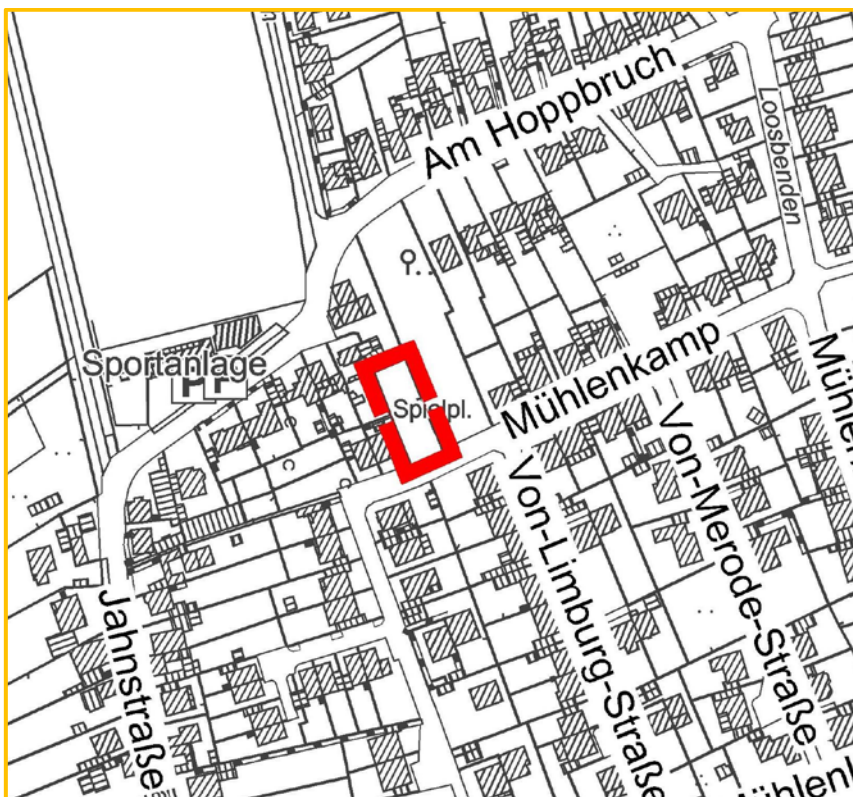 Am Hoppbruch
Loosbenden
Sportanlage
Spielpl.
Mühlenkamp
Von-Merode-Straße
Von-Limburg-Straße
Jahnstraße